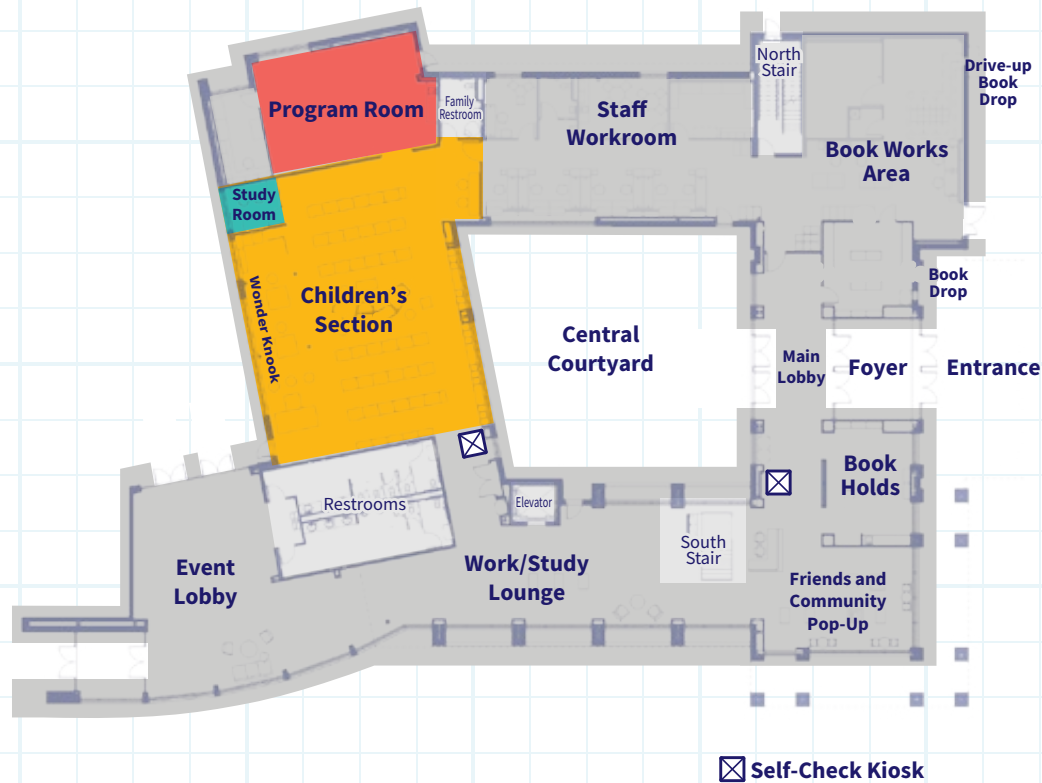 North
Stair
Drive-up
Book
Drop
Program Room
Family
Restroom
Staff
Workroom
Book Works
Area
Study
Room
Wonder Knook
Children's
Section
Central
Courtyard
Book
Drop
Main
Lobby
Foyer
Entrance
Book
Holds
Restrooms
Elevator
South
Stair
Event
Lobby
Work/Study
Lounge
Friends and
Community
Pop-Up
Self-Check Kiosk